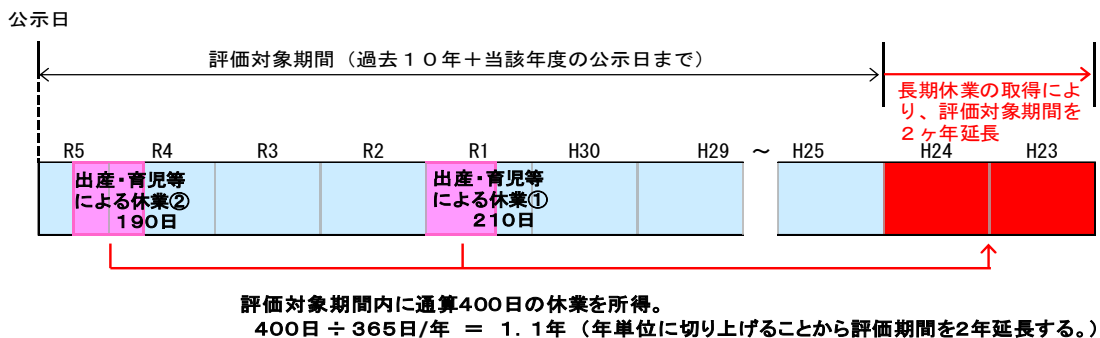 公示日
評価対象期間（過去１０年＋当該年度の公示日まで）
長期休業の取得によ
り、評価対象期間を
２ヶ年延長
R5 R4 R3 R2 R1 H30 H29 ～ H25 H24 H23
出産・育児等
による休業②
１９０日
出産・育児等
による休業①
２１０日
評価対象期間内に通算４００日の休業を所得。
４００日 ÷ ３６５日/年 ＝ １．１年（年単位に切り上げることから評価期間を2年延長する。）